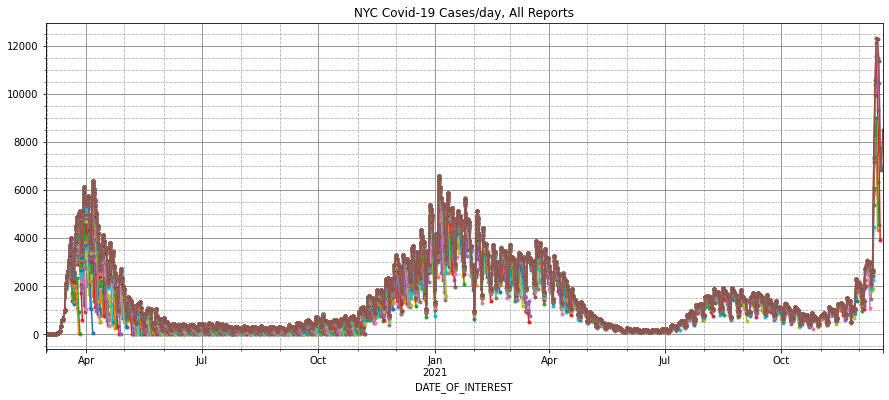 NYC Covid-19 Cases/day, All Reports
12000
10000
8000
6000
4000
2000
0
Apr
Jul
Oct
Jan
2021
Apr
Jul
Oct
DATE_OF_INTEREST